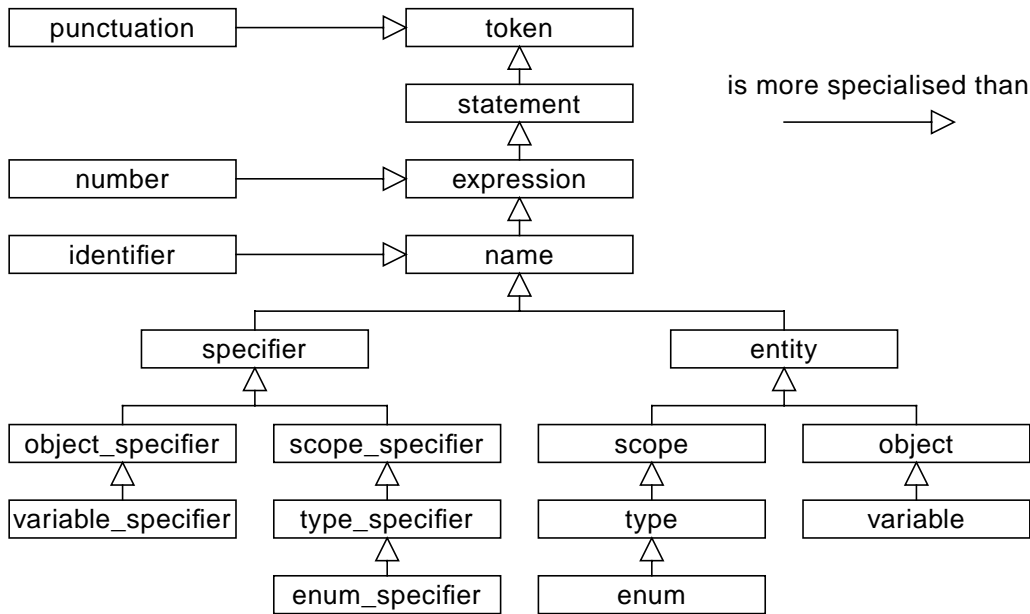 punctuation
token
statement
is more specialised than
number
expression
identifier
name
specifier
entity
object_specifier
scope_specifier
scope
object
variable_specifier
type_specifier
type
variable
enum_specifier
enum